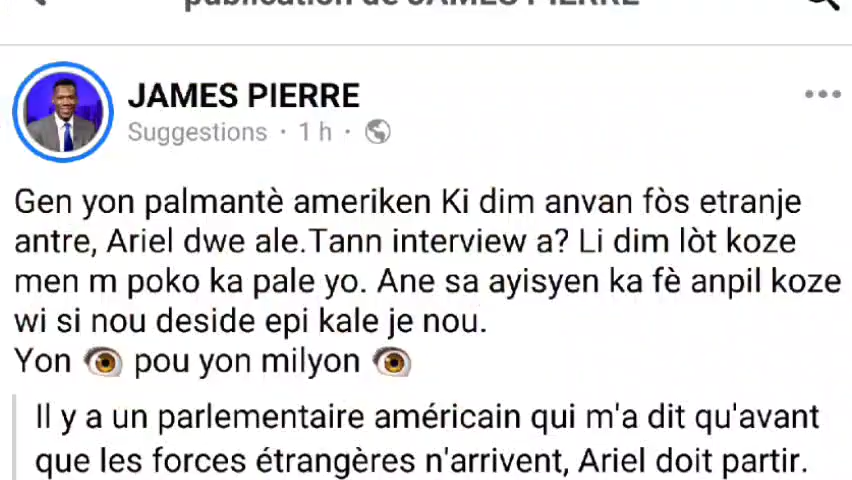 publication de JAMES PIERRE
JAMES PIERRE
Suggestions · 1 h ·
Gen yon palmantè ameriken Ki dim anvan fòs etranje
antre, Ariel dwe ale.Tann interview a? Li dim lòt koze
men m poko ka pale yo. Ane sa ayisyen ka fè anpil koze
wi si nou deside epi kale je nou.
Yon 👁 pou yon milyon 👁
Il y a un parlementaire américain qui m'a dit qu'avant
que les forces étrangères n'arrivent, Ariel doit partir.